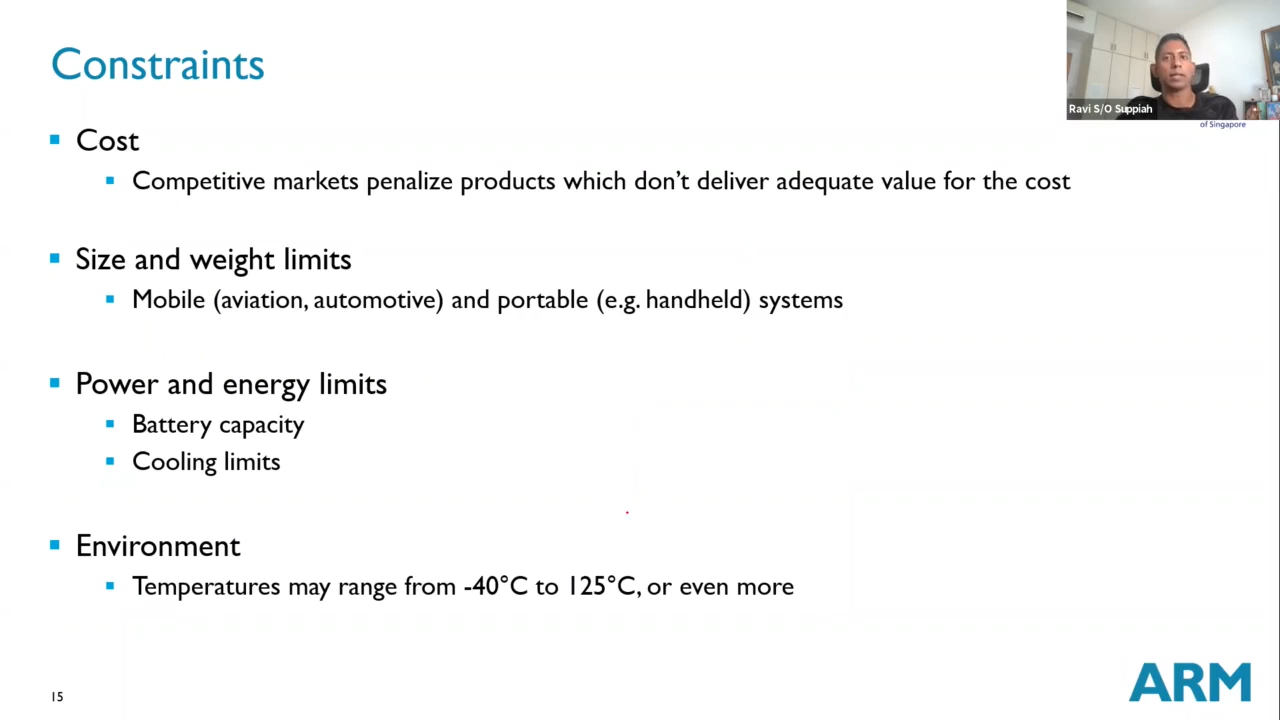 Constraints
Ravi S/O Suppiah
of Singapore
▪ Cost
▪ Competitive markets penalize products which don't deliver adequate value for the cost
▪ Size and weight limits
▪ Mobile (aviation, automotive) and portable (e.g. handheld) systems
▪ Power and energy limits
▪ Battery capacity
▪ Cooling limits
▪ Environment
▪ Temperatures may range from -40°C to 125°C, or even more
15
ARM